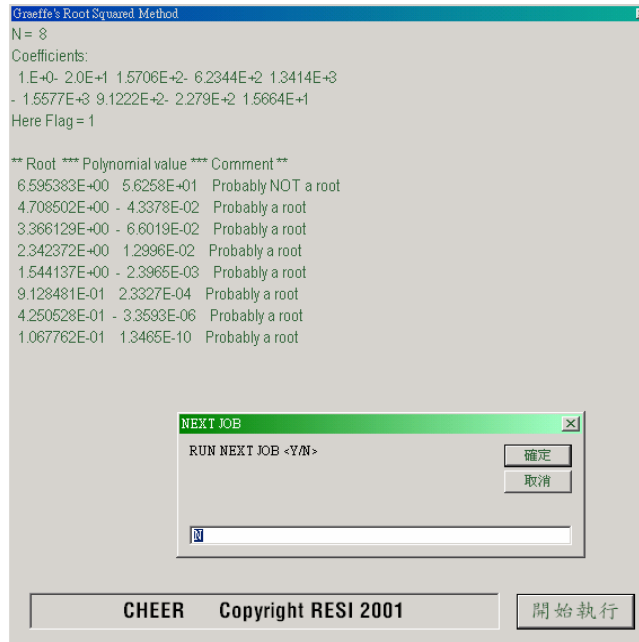 Graeffe's Root Squared Method
N = 8
Coefficients:
1.E+0- 2.0E+1 1.5706E+2- 6.2344E+2 1.3414E+3
- 1.5577E+3 9.1222E+2- 2.279E+2 1.5664E+1
Here Flag = 1
** Root *** Polynomial value *** Comment **
6.595383E+00 5.6258E+01 Probably NOT a root
4.708502E+00 - 4.3378E-02 Probably a root
3.366129E+00 - 6.6019E-02 Probably a root
2.342372E+00 1.2996E-02 Probably a root
1.544137E+00 - 2.3965E-03 Probably a root
9.128481E-01 2.3327E-04 Probably a root
4.250528E-01 - 3.3593E-06 Probably a root
1.067762E-01 1.3465E-10 Probably a root
NEXT JOB
RUN NEXT JOB <Y/N>
確定
取消
N
CHEER Copyright RESI 2001
開始執行